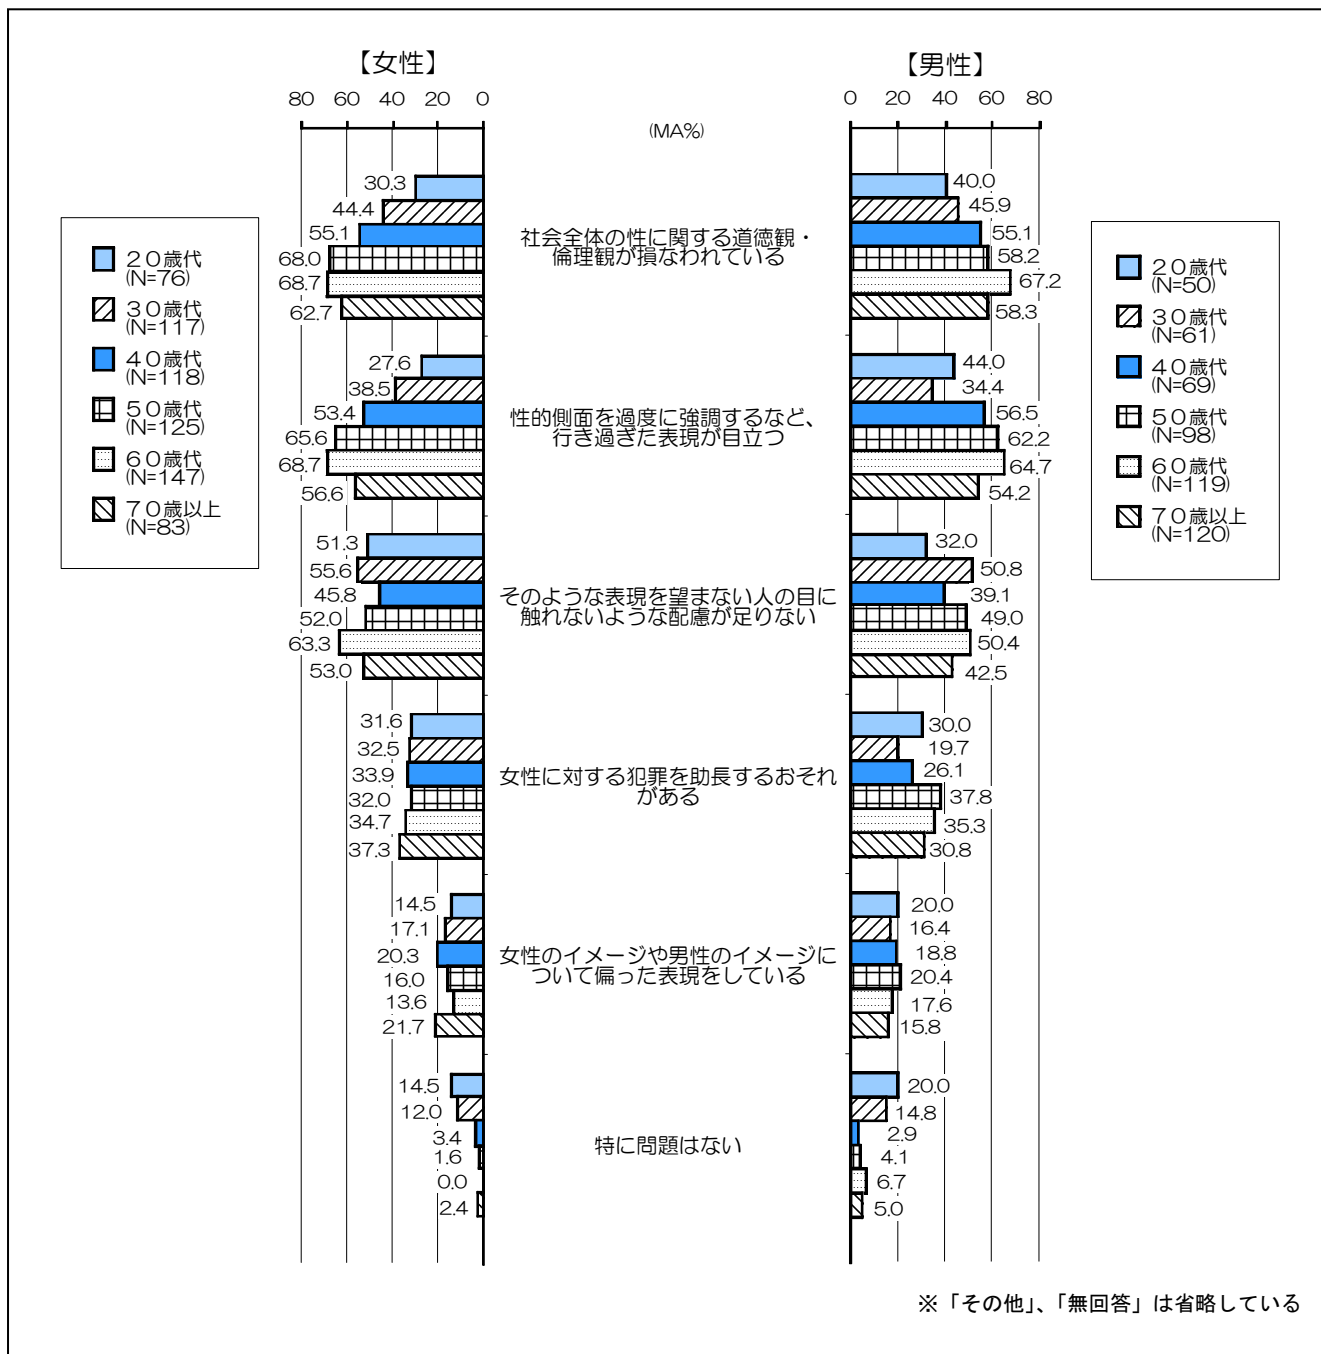 【女性】
【男性】
80 60 40 20 0
0 20 40 60 80
(MA%)
２０歳代
(N=76)
３０歳代
(N=117)
４０歳代
(N=118)
５０歳代
(N=125)
６０歳代
(N=147)
７０歳以上
(N=83)
30.3
44.4
55.1
68.0
68.7
62.7
社会全体の性に関する道徳観・
倫理観が損なわれている
40.0
45.9
55.1
58.2
67.2
58.3
27.6
38.5
53.4
65.6
68.7
56.6
性的側面を過度に強調するなど、
行き過ぎた表現が目立つ
44.0
34.4
56.5
62.2
64.7
54.2
51.3
55.6
45.8
52.0
63.3
53.0
そのような表現を望まない人の目に
触れないような配慮が足りない
32.0
50.8
39.1
49.0
50.4
42.5
31.6
32.5
33.9
32.0
34.7
37.3
女性に対する犯罪を助長するおそれ
がある
30.0
19.7
26.1
37.8
35.3
30.8
14.5
17.1
20.3
16.0
13.6
21.7
女性のイメージや男性のイメージに
ついて偏った表現をしている
20.0
16.4
18.8
20.4
17.6
15.8
14.5
12.0
3.4
1.6
0.0
2.4
特に問題はない
20.0
14.8
2.9
4.1
6.7
5.0
２０歳代
(N=50)
３０歳代
(N=61)
４０歳代
(N=69)
５０歳代
(N=98)
６０歳代
(N=119)
７０歳以上
(N=120)
※「その他」、「無回答」は省略している